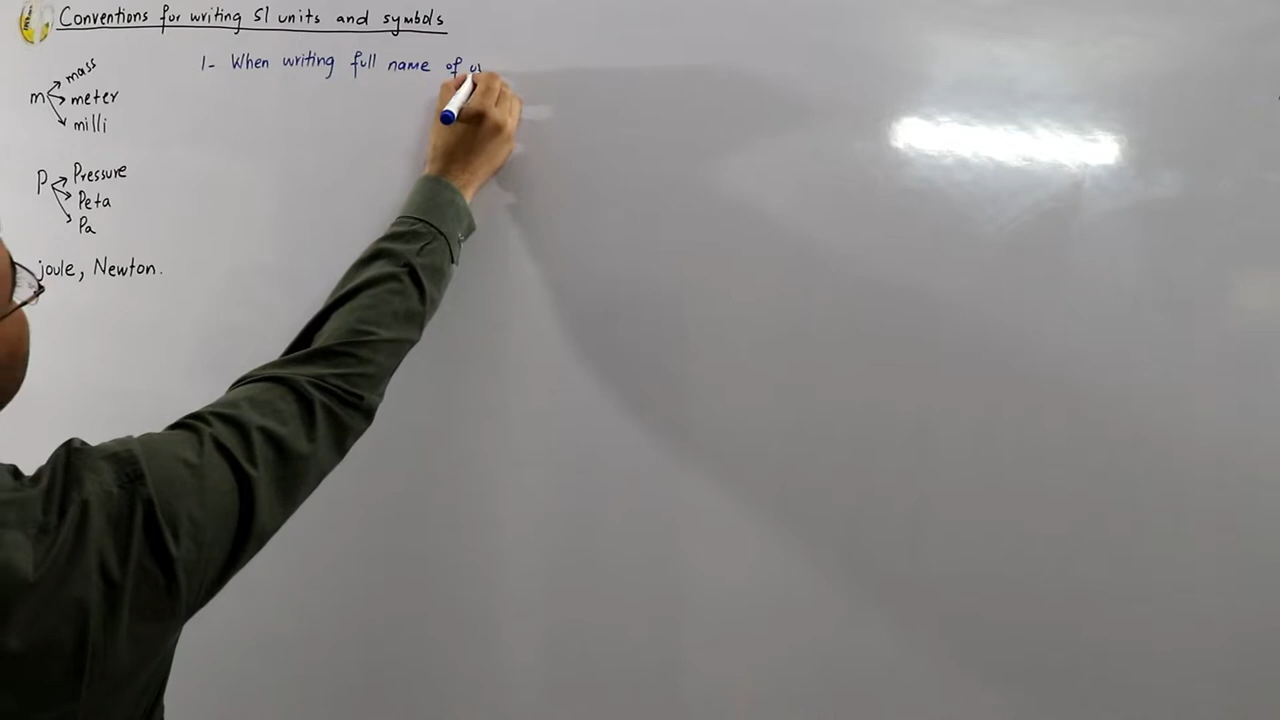 Conventions for writing SI units and symbols
1- When writing full name of
m
mass
meter
milli
P
Pressure
Peta
Pa
joule, Newton.